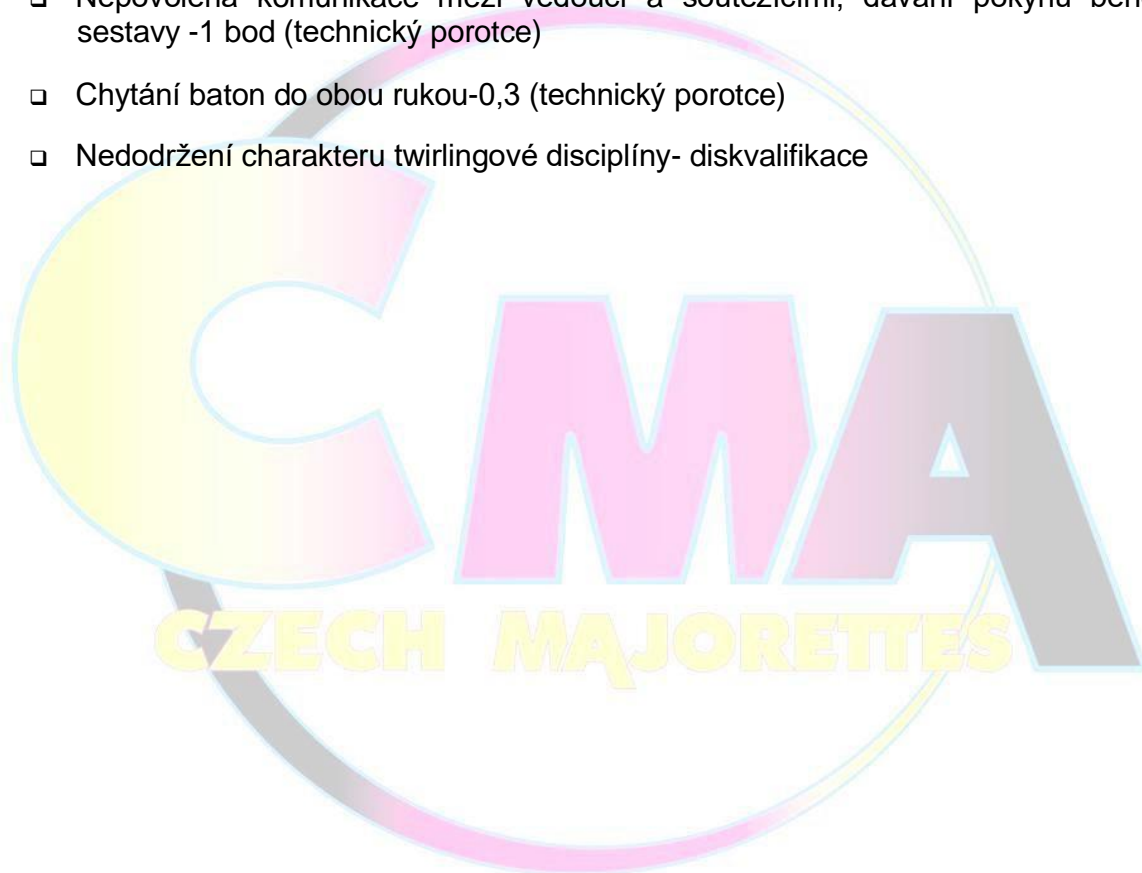 Nepovolená komunikace mezi vedoucí a soutěžícími, dávání pokynů
sestavy -1 bod (technický porotce)
Chytání baton do obou rukou-0,3 (technický porotce)
Nedodržení charakteru twirlingové disciplíny- diskvalifikace
CMA
CZECH MAJORETTES